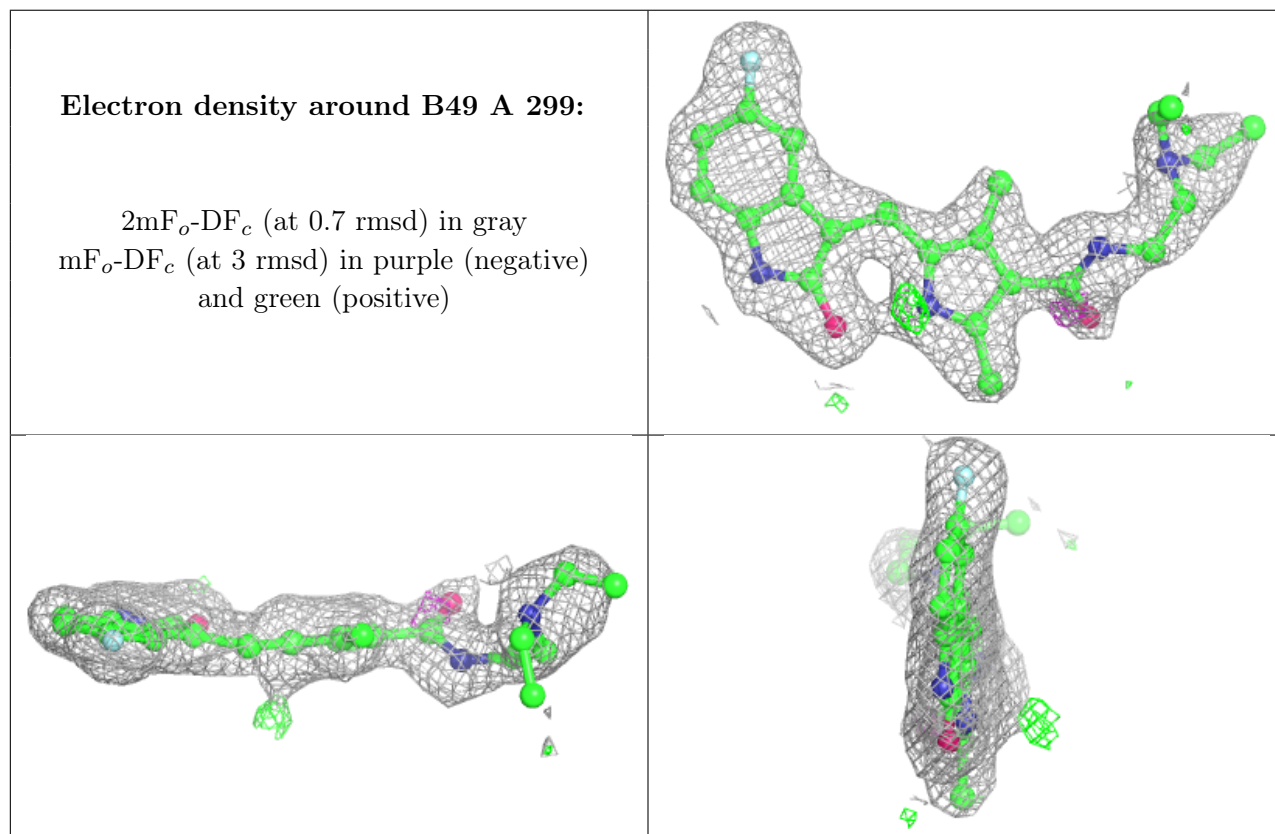 Electron density around B49 A 299:
2mFo-DFc (at 0.7 rmsd) in gray
mFo-DFc (at 3 rmsd) in purple (negative)
and green (positive)